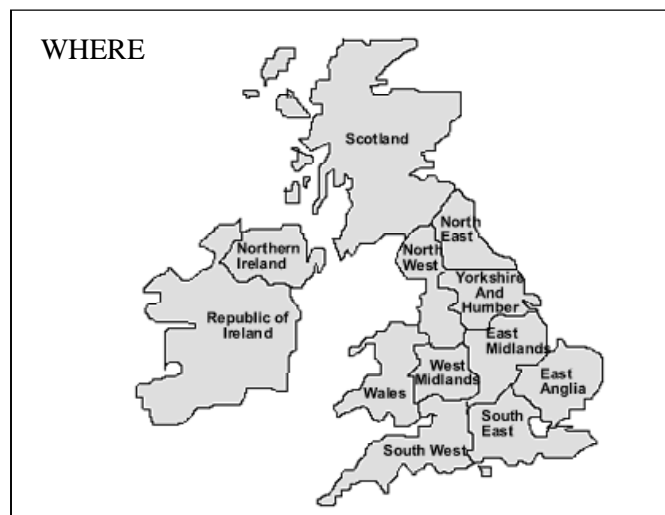 WHERE
Scotland
North
East
Northern
Ireland
North
West
Yorkshire
And
Humber
Republic of
Ireland
East
Midlands
West
Midlands
East
Anglia
Wales
South
East
South West